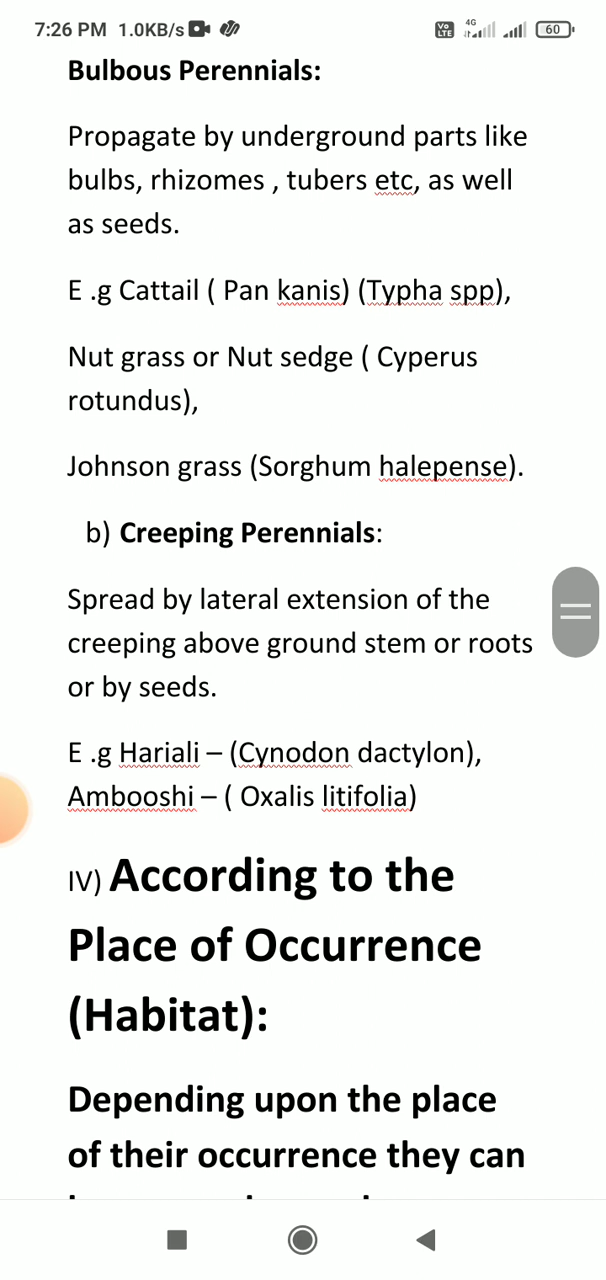 7:26 PM 1.0KB/s
Vo LTE 4G 60
Bulbous Perennials:
Propagate by underground parts like
bulbs, rhizomes , tubers etc, as well
as seeds.
E .g Cattail ( Pan kanis) (Typha spp),
Nut grass or Nut sedge ( Cyperus
rotundus),
Johnson grass (Sorghum halepense).
b) Creeping Perennials:
Spread by lateral extension of the
creeping above ground stem or roots
or by seeds.
E .g Hariali – (Cynodon dactylon),
Ambooshi – ( Oxalis litifolia)
IV) According to the
Place of Occurrence
(Habitat):
Depending upon the place
of their occurrence they can